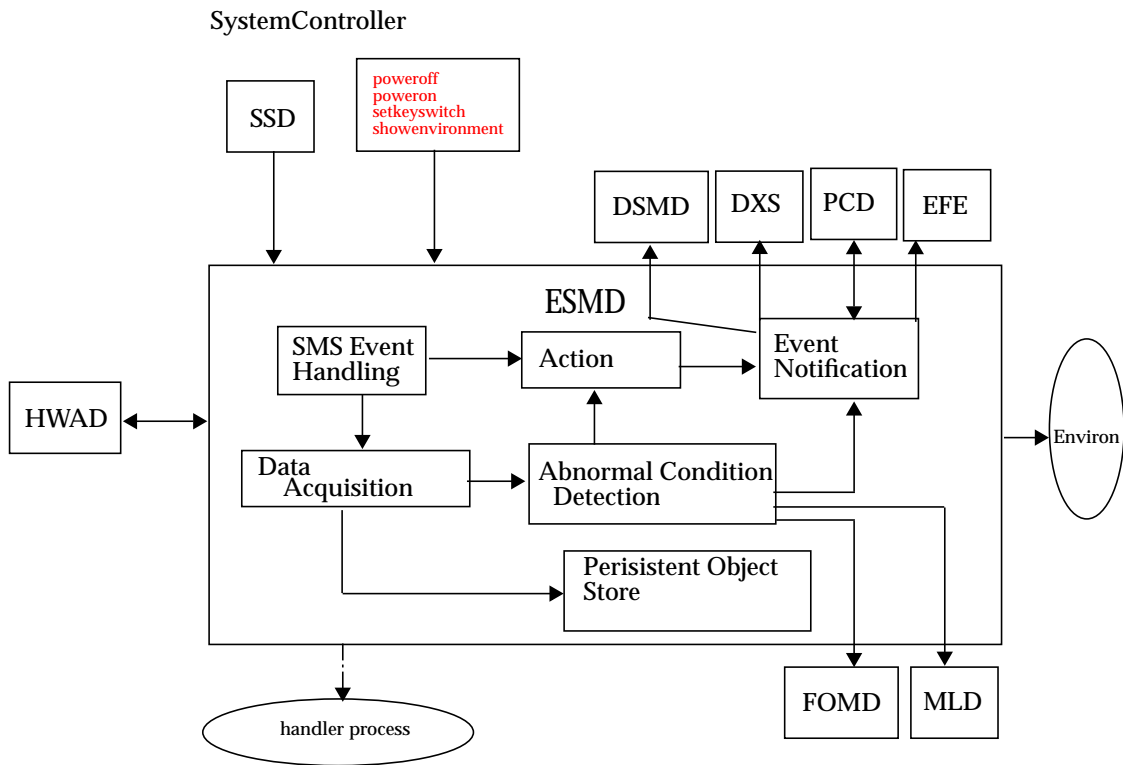 SystemController
SSD
poweroff
poweron
setkeyswitch
showenvironment
DSMD
DXS
PCD
EFE
ESMD
SMS Event
Handling
Action
Event
Notification
HWAD
Environ
Data
Acquisition
Abnormal Condition
Detection
Perisistent Object
Store
FOMD
MLD
handler process